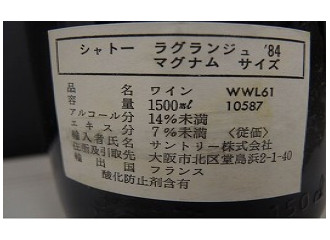 シャトー ラグランジュ '84
マグナム サイズ
品名 ワイン WWL61
容量 1500ml 10587
アルコール分 14%未満
エキス分 7%未満 〈従価〉
輸入者氏名 サントリー株式会社
住所及引取先 大阪市北区堂島浜2-1-40
輸出国 フランス
酸化防止剤含有